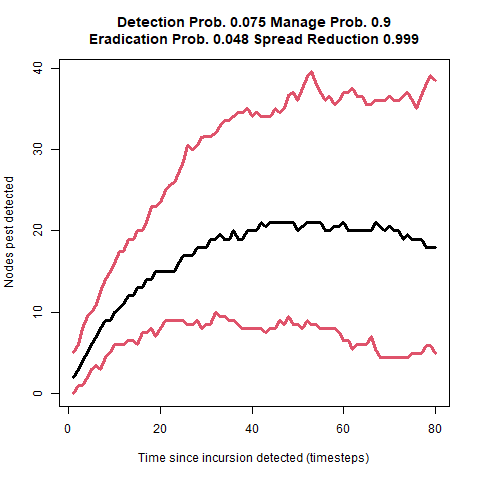 Detection Prob. 0.075 Manage Prob. 0.9
Eradication Prob. 0.048 Spread Reduction 0.999
Nodes pest detected
40
30
20
10
0
0 20 40 60 80
Time since incursion detected (timesteps)